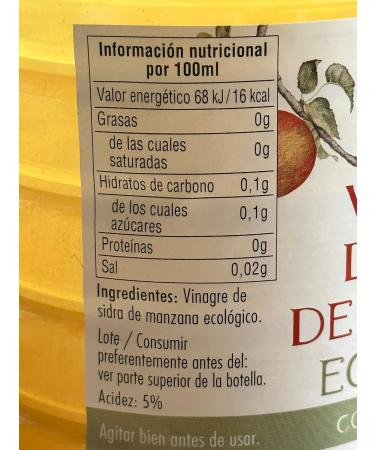 Información nutricional
por 100ml
Valor energético 68 kJ/16 kcal
Grasas 0g
de las cuales
saturadas 0g
Hidratos de carbono 0,1g
de los cuales
azúcares 0,1g
Proteínas 0g
Sal 0,02g
Ingredientes: Vinagre de
sidra de manzana ecológico.
Lote / Consumir
preferentemente antes del:
ver parte superior de la botella.
Acidez: 5%
Agitar bien antes de usar.
DE